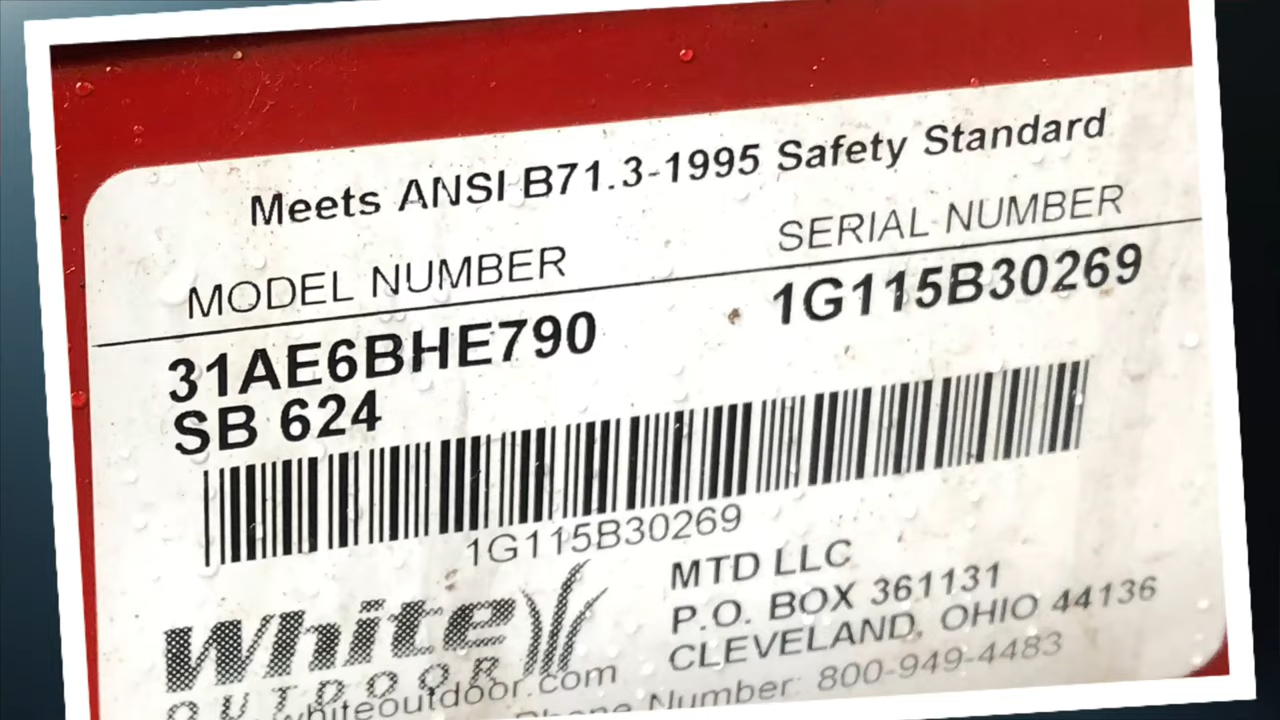 Meets ANSI B71.3-1995 Safety Standard
MODEL NUMBER
SERIAL NUMBER
31AE6BHE790
1G115B30269
SB 624
1G115B30269
White
OUTDOOR
whiteoutdoor.com
MTD LLC
P.O. BOX 361131
CLEVELAND, OHIO 44136
Phone Number: 800-949-4483